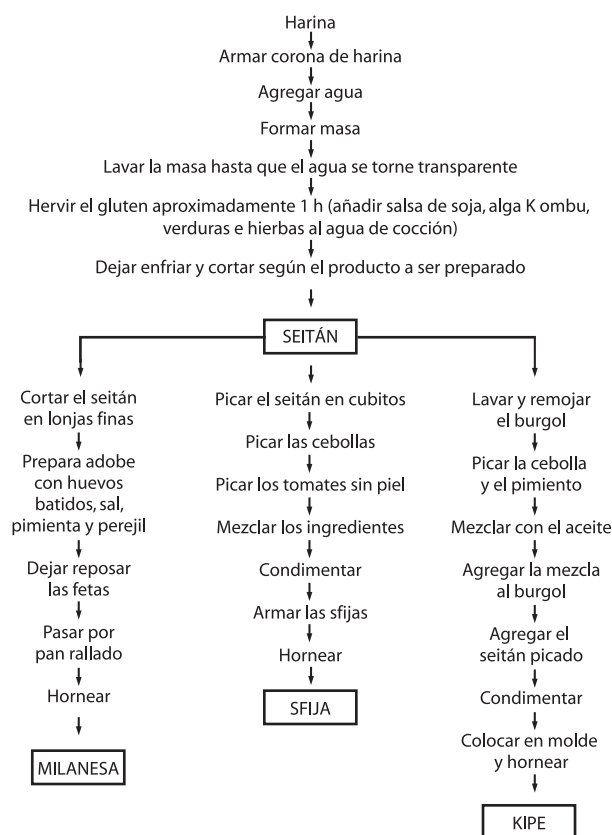 Harina
Armar corona de harina
Agregar agua
Formar masa
Lavar la masa hasta que el agua se torne transparente
Hervir el gluten aproximadamente 1 h (añadir salsa de soja, alga K ombu,
verduras e hierbas al agua de cocción)
Dejar enfriar y cortar según el producto a ser preparado
SEITÁN
Cortar el seitán
en lonjas finas
Prepara adobe
con huevos
batidos, sal,
pimienta y perejil
Dejar reposar
las fetas
Pasar por
pan rallado
Hornear
MILANESA
Picar el seitán en cubitos
Picar las cebollas
Picar los tomates sin piel
Mezclar los ingredientes
Condimentar
Armar las sfijas
Hornear
SFIJA
Lavar y remojar
el burgol
Picar la cebolla
y el pimiento
Mezclar con el aceite
Agregar la mezcla
al burgol
Agregar el
seitán picado
Condimentar
Colocar en molde
y hornear
KIPE